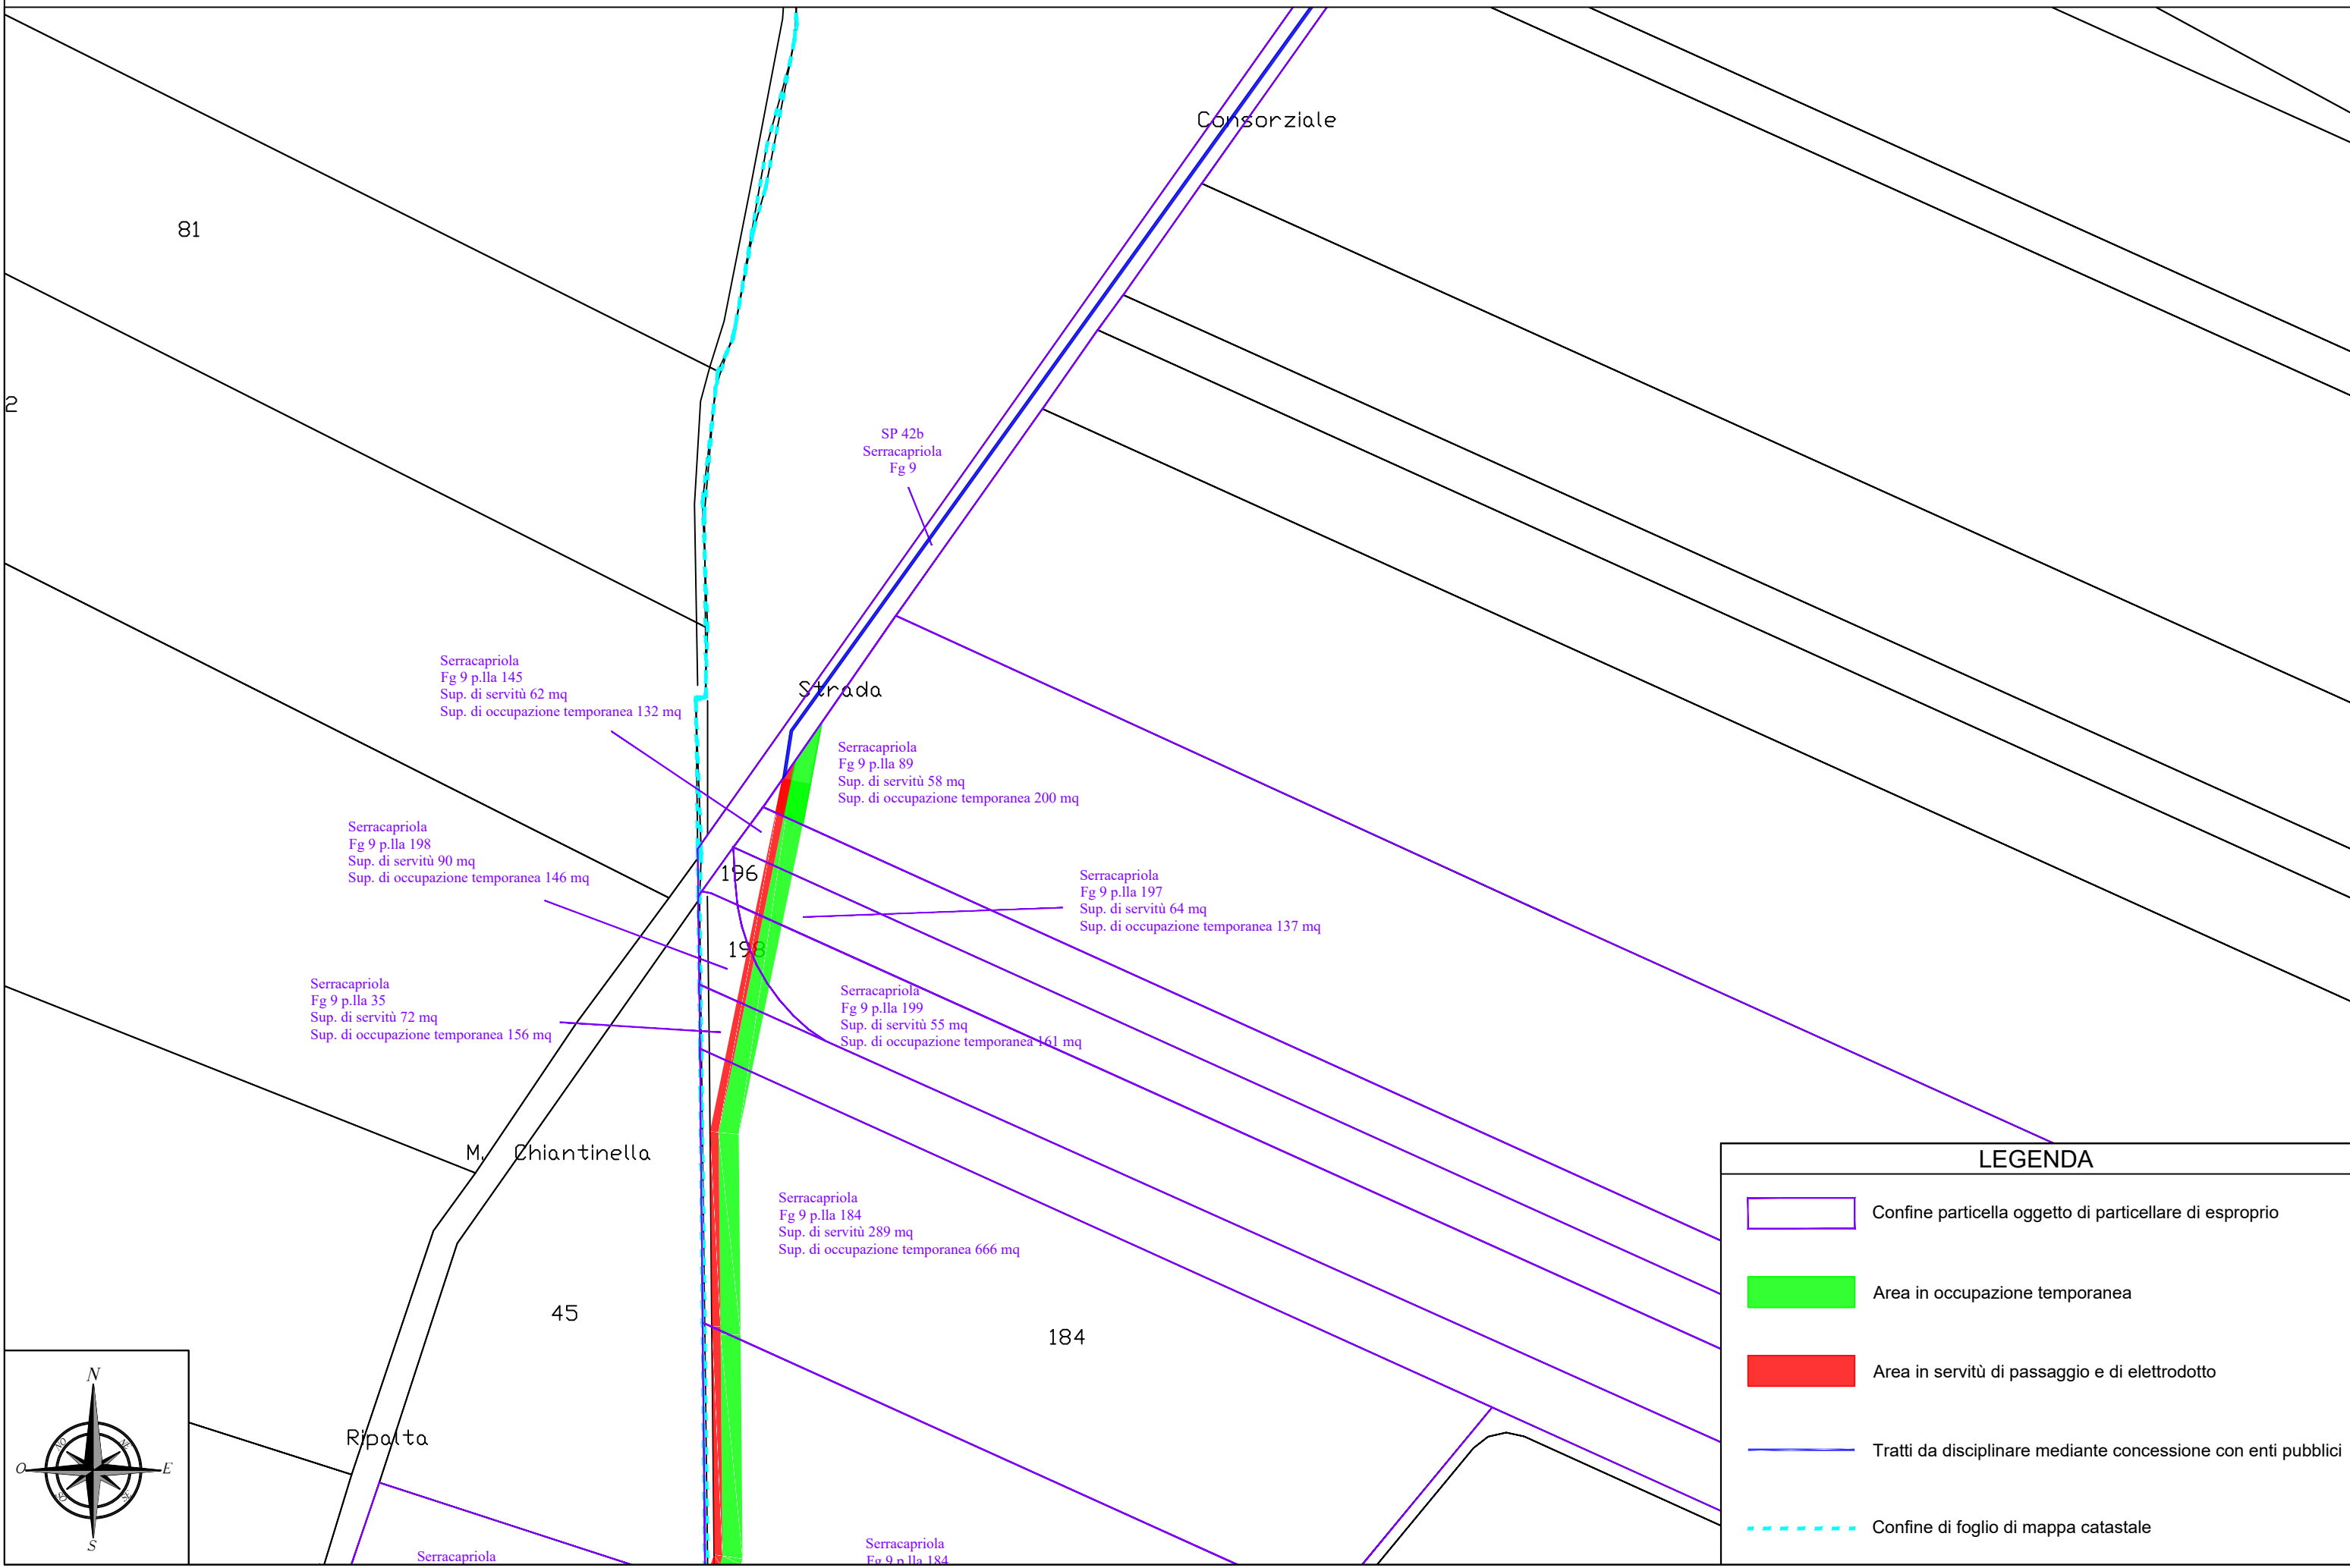 Consorziale
81
2
SP 42b
Serracapriola
Fg 9
Serracapriola
Fg 9 p.lla 145
Sup. di servitù 62 mq
Sup. di occupazione temporanea 132 mq
Strada
Serracapriola
Fg 9 p.lla 89
Sup. di servitù 58 mq
Sup. di occupazione temporanea 200 mq
Serracapriola
Fg 9 p.lla 198
Sup. di servitù 90 mq
Sup. di occupazione temporanea 146 mq
196
Serracapriola
Fg 9 p.lla 197
Sup. di servitù 64 mq
Sup. di occupazione temporanea 137 mq
198
Serracapriola
Fg 9 p.lla 35
Sup. di servitù 72 mq
Sup. di occupazione temporanea 156 mq
Serracapriola
Fg 9 p.lla 199
Sup. di servitù 55 mq
Sup. di occupazione temporanea 161 mq
M. Chiantinella
Serracapriola
Fg 9 p.lla 184
Sup. di servitù 289 mq
Sup. di occupazione temporanea 666 mq
45
184
Ripalta
Serracapriola
Serracapriola
Fg 9 p.lla 184
N
NO
NE
O
E
SO
SE
S
LEGENDA
Confine particella oggetto di particellare di esproprio
Area in occupazione temporanea
Area in servitù di passaggio e di elettrodotto
Tratti da disciplinare mediante concessione con enti pubblici
Confine di foglio di mappa catastale